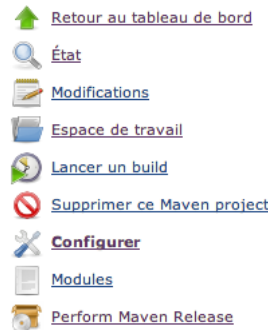 Retour au tableau de bord
État
Modifications
Espace de travail
Lancer un build
Supprimer ce Maven project
Configurer
Modules
Perform Maven Release